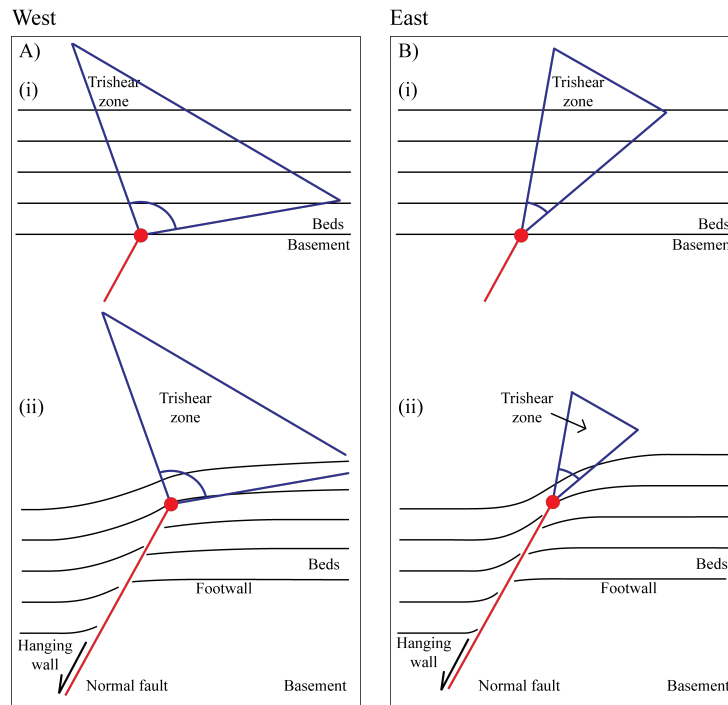 West
East
A)
(i)
Trishear
zone
Beds
Basement
(ii)
Trishear
zone
Beds
Footwall
Hanging
wall
Normal fault
Basement
B)
(i)
Trishear
zone
Beds
Basement
(ii)
Trishear
zone
Beds
Footwall
Hanging
wall
Normal fault
Basement